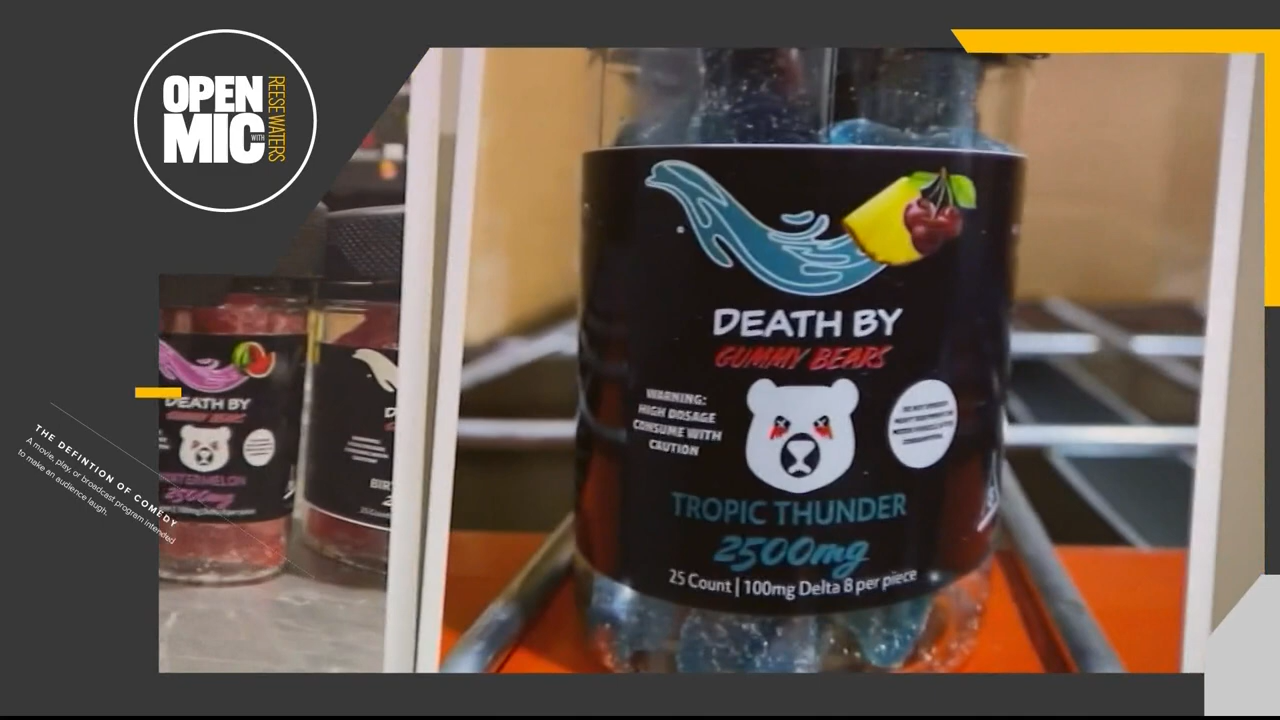 OPEN
MIC
WITH
REESE WATERS
THE DEFINTION OF COMEDY
A movie, play, or broadcast program intended
to make an audience laugh.
DEATH BY
GUMMY BEARS
WARNING:
HIGH DOSAGE
CONSUME WITH
CAUTION
TROPIC THUNDER
2500mg
25 Count | 100mg Delta 8 per piece
DEATH BY
GUMMY BEARS
WATERMELON
2500mg